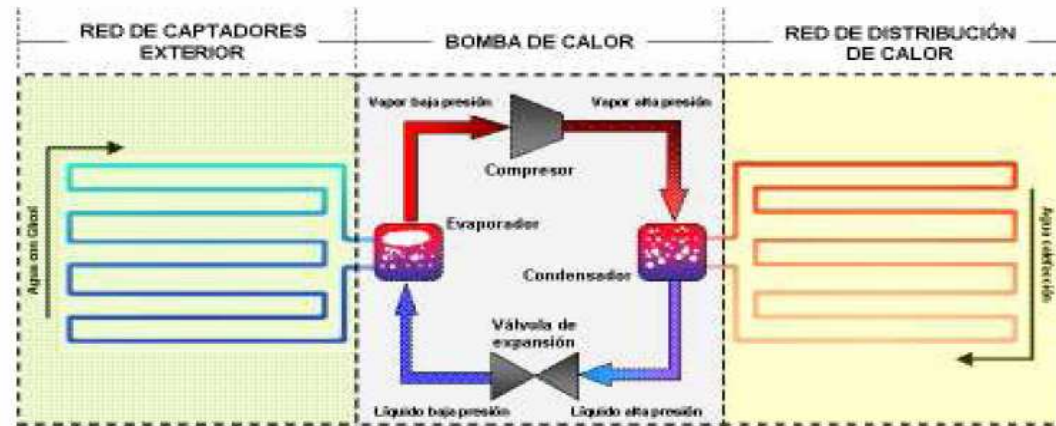 RED DE CAPTADORES
EXTERIOR
BOMBA DE CALOR
RED DE DISTRIBUCIÓN
DE CALOR
Vapor baja presión
Vapor alta presión
Compresor
Agua con Glicol
Evaporador
Condensador
Agua calefacción
Válvula de
expansión
Líquido baja presión
Líquido alta presión